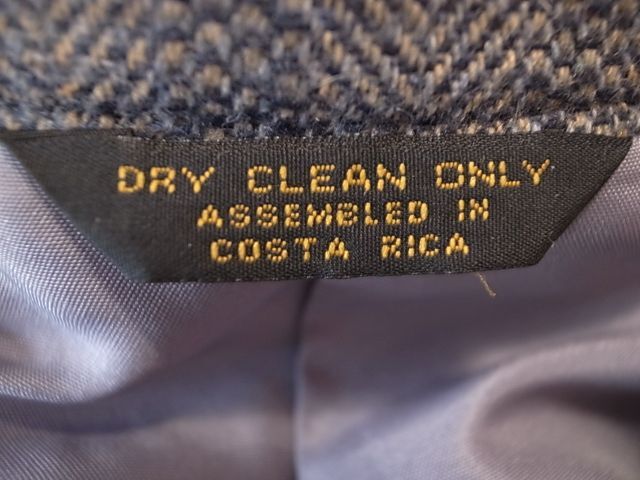 DRY CLEAN ONLY
ASSEMBLED IN
COSTA RICA